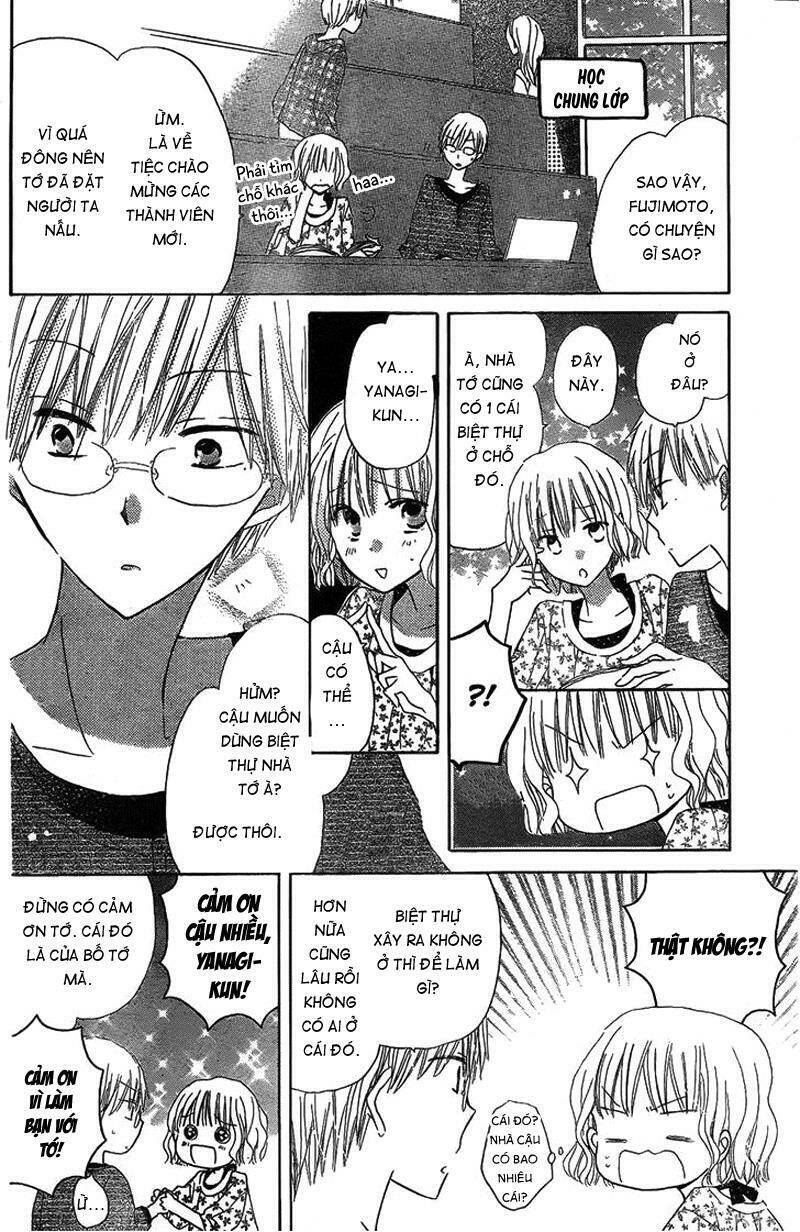 HỌC
CHUNG LỚP
SAO VẬY,
FUJIMOTO,
CÓ CHUYỆN
GÌ SAO?
Phải tìm
chỗ khác
thôi...
haa...
ỪM.
LÀ VỀ
TIỆC CHÀO
MỪNG CÁC
THÀNH VIÊN
MỚI.
VÌ QUÁ
ĐÔNG NÊN
TỚ ĐÃ ĐẶT
NGƯỜI TA
NẤU.
NÓ
Ở
ĐÂU?
ĐÂY
NÀY.
À, NHÀ
TỚ CŨNG
CÓ 1 CÁI
BIỆT THỰ
Ở CHỖ
ĐÓ.
?!
YA...
YANAGI-
KUN...
CẬU
CÓ
THỂ
...
HỬM?
CẬU MUỐN
DÙNG BIỆT
THỰ NHÀ
TỚ À?
ĐƯỢC THÔI.
THẬT KHÔNG?!
BIỆT THỰ
XÂY RA KHÔNG
Ở THÌ ĐỂ LÀM
GÌ?
HƠN
NỮA
CŨNG
LÂU RỒI
KHÔNG
CÓ AI Ở
CÁI ĐÓ.
CÁI ĐÓ?
NHÀ CẬU
CÓ BAO
NHIÊU
CÁI?
CẢM ƠN
CẬU NHIỀU,
YANAGI-
KUN!
ĐỪNG CÓ CẢM
ƠN TỚ. CÁI ĐÓ
LÀ CỦA BỐ TỚ
MÀ.
CẢM ƠN
VÌ LÀM
BẠN VỚI
TỚ!
Ừ...